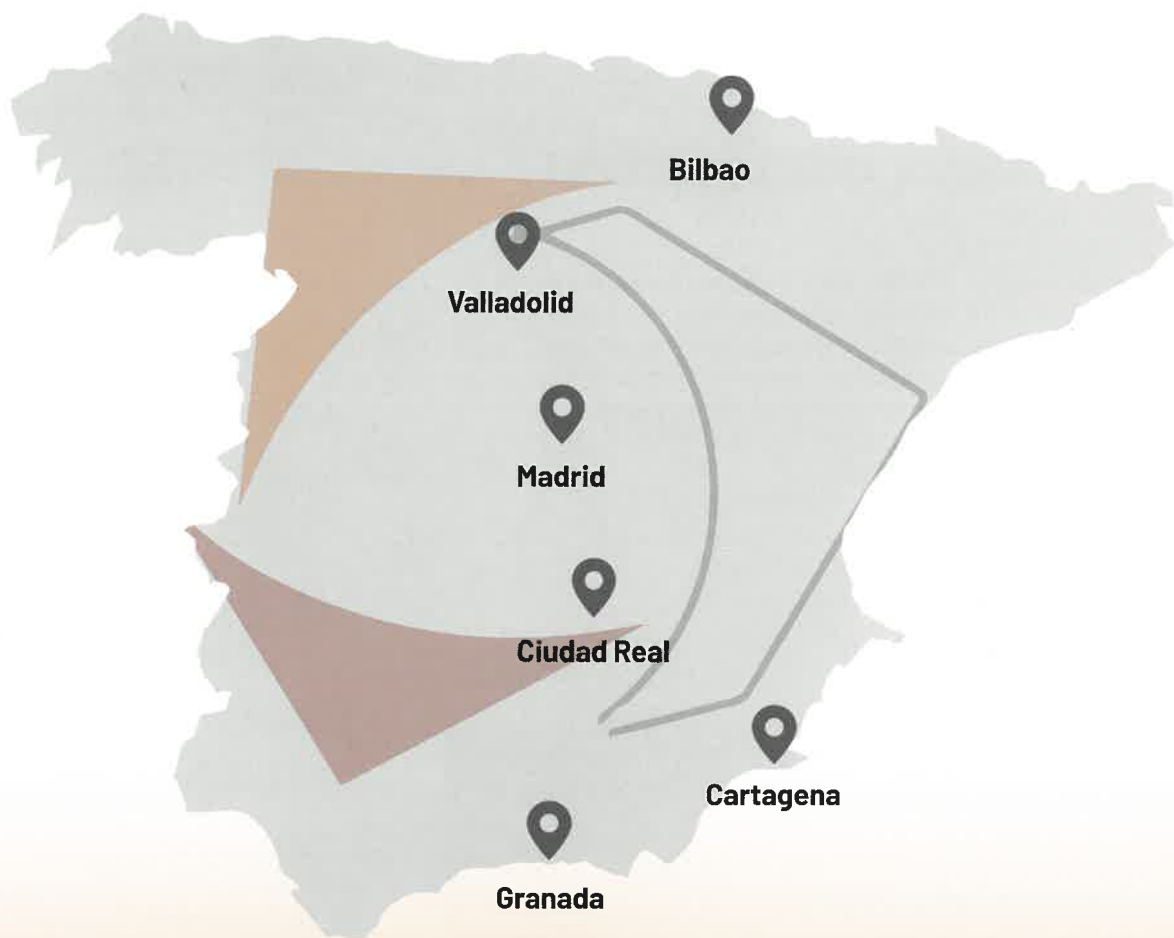 Bilbao
Valladolid
Madrid
Ciudad Real
Cartagena
Granada